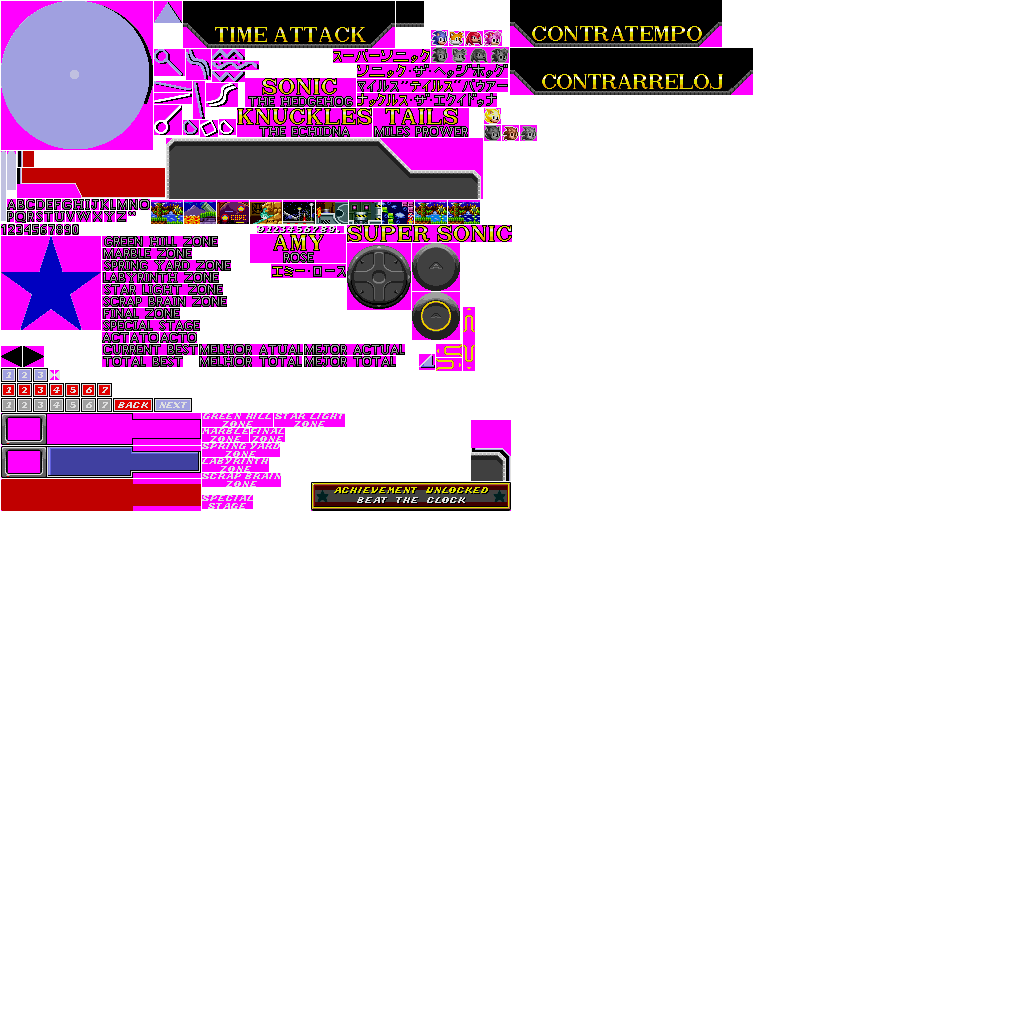 TIME ATTACK
CONTRATEMPO
スーパーソニック
ソニック・ザ・ヘッジホッグ
CONTRARRELOJ
SONIC
THE HEDGEHOG
マイルス"テイルス"パウアー
ナックルス・ザ・エキドゥナ
KNUCKLES
TAILS
THE ECHIDNA
MILES PROWER
ABCDEFGHIJKLMNO
PQRSTUVWXYZ"
1234567890
0123456789
SUPER SONIC
AMY
ROSE
エミー・ローズ
GREEN HILL ZONE
MARBLE ZONE
SPRING YARD ZONE
LABYRINTH ZONE
STAR LIGHT ZONE
SCRAP BRAIN ZONE
FINAL ZONE
SPECIAL STAGE
ACTATOACTO
CURRENT BEST MELHOR ATUAL MEJOR ACTUAL
TOTAL BEST MELHOR TOTAL MEJOR TOTAL
1 2 3
1 2 3 4 5 6 7
1 2 3 4 5 6 7 BACK NEXT
GREEN HILL ZONE
STAR LIGHT ZONE
MARBLE ZONE
FINAL ZONE
SPRING YARD ZONE
LABYRINTH ZONE
SCRAP BRAIN ZONE
SPECIAL STAGE
ACHIEVEMENT UNLOCKED
BEAT THE CLOCK